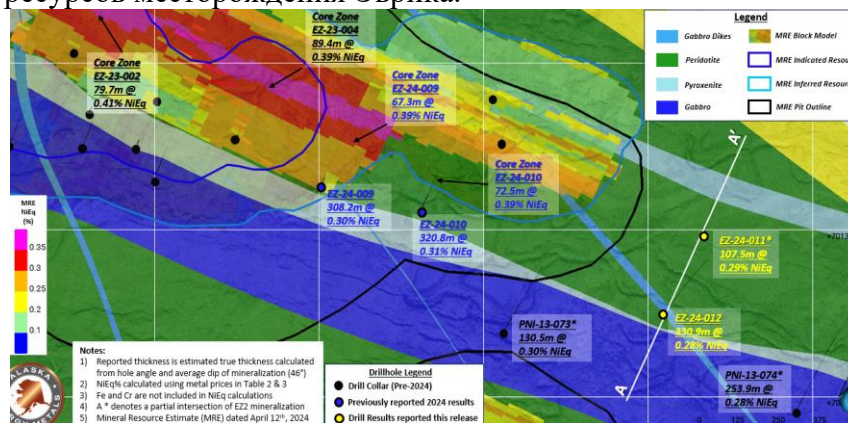 ресурсов месторождения Эврика.
Core Zone
EZ-23-004
89.4m @
0.39% NiEq
Core Zone
EZ-23-002
79.7m @
0.41% NiEq
Core Zone
EZ-24-009
67.3m @
0.39% NiEq
Core Zone
EZ-24-010
72.5m @
0.39% NiEq
EZ-24-009
308.2m @
0.30% NiEq
EZ-24-010
320.8m @
0.31% NiEq
Legend
Gabbro Dikes
Peridotite
Pyroxenite
Gabbro
MRE Block Model
MRE Indicated Resou
MRE Inferred Resour
MRE Pit Outline
A'
EZ-24-011*
107.5m @
0.29% NiEq
EZ-24-012
330.9m @
0.28% NiEq
A
PNI-13-073*
130.5m @
0.30% NiEq
PNI-13-074*
253.9m @
0.28% NiEq
MRE
NiEq
(%)
0.35
0.3
0.25
0.2
0.1
Notes:
1) Reported thickness is estimated true thickness calculated
from hole angle and average dip of mineralization (46°)
2) NiEq% calculated using metal prices in Table 2 & 3
3) Fe and Cr are not included in NiEq calculations
4) A * denotes a partial intersection of EZ2 mineralization
5) Mineral Resource Estimate (MRE) dated April 12th, 2024
Drillhole Legend
Drill Collar (Pre-2024)
Previously reported 2024 results
Drill Results reported this release
0 125 250 375